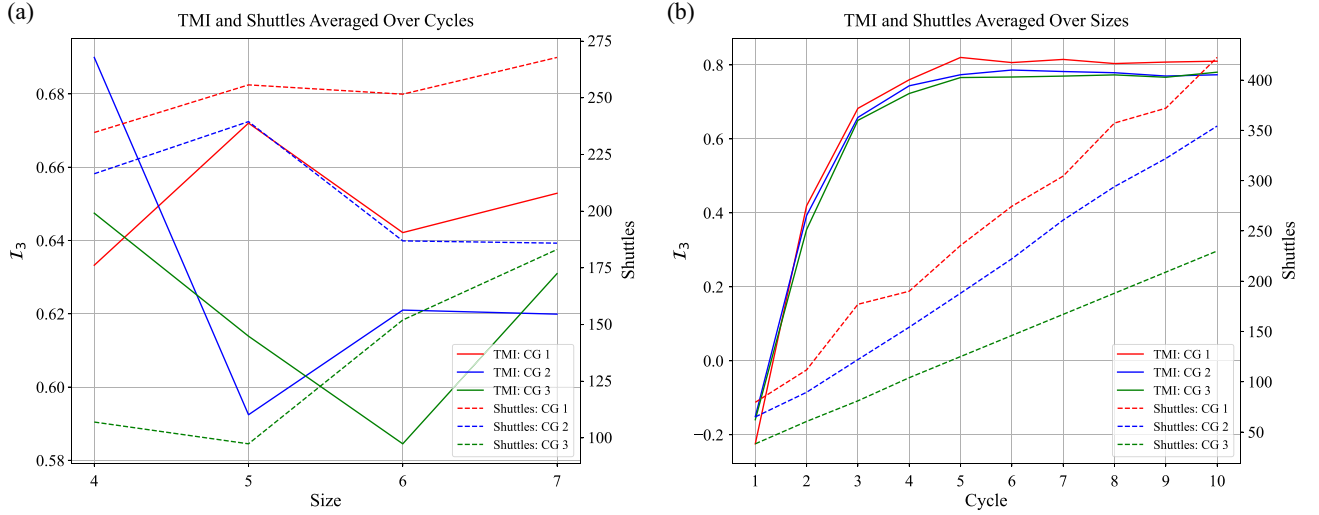 (a)
TMI and Shuttles Averaged Over Cycles
0.68
0.66
0.64
0.62
0.60
0.58
I₃
275
250
225
200
175
150
125
100
Shuttles
4 5 6 7
Size
TMI: CG 1
TMI: CG 2
TMI: CG 3
Shuttles: CG 1
Shuttles: CG 2
Shuttles: CG 3
(b)
TMI and Shuttles Averaged Over Sizes
0.8
0.6
0.4
0.2
0.0
−0.2
I₃
400
350
300
250
200
150
100
50
Shuttles
1 2 3 4 5 6 7 8 9 10
Cycle
TMI: CG 1
TMI: CG 2
TMI: CG 3
Shuttles: CG 1
Shuttles: CG 2
Shuttles: CG 3